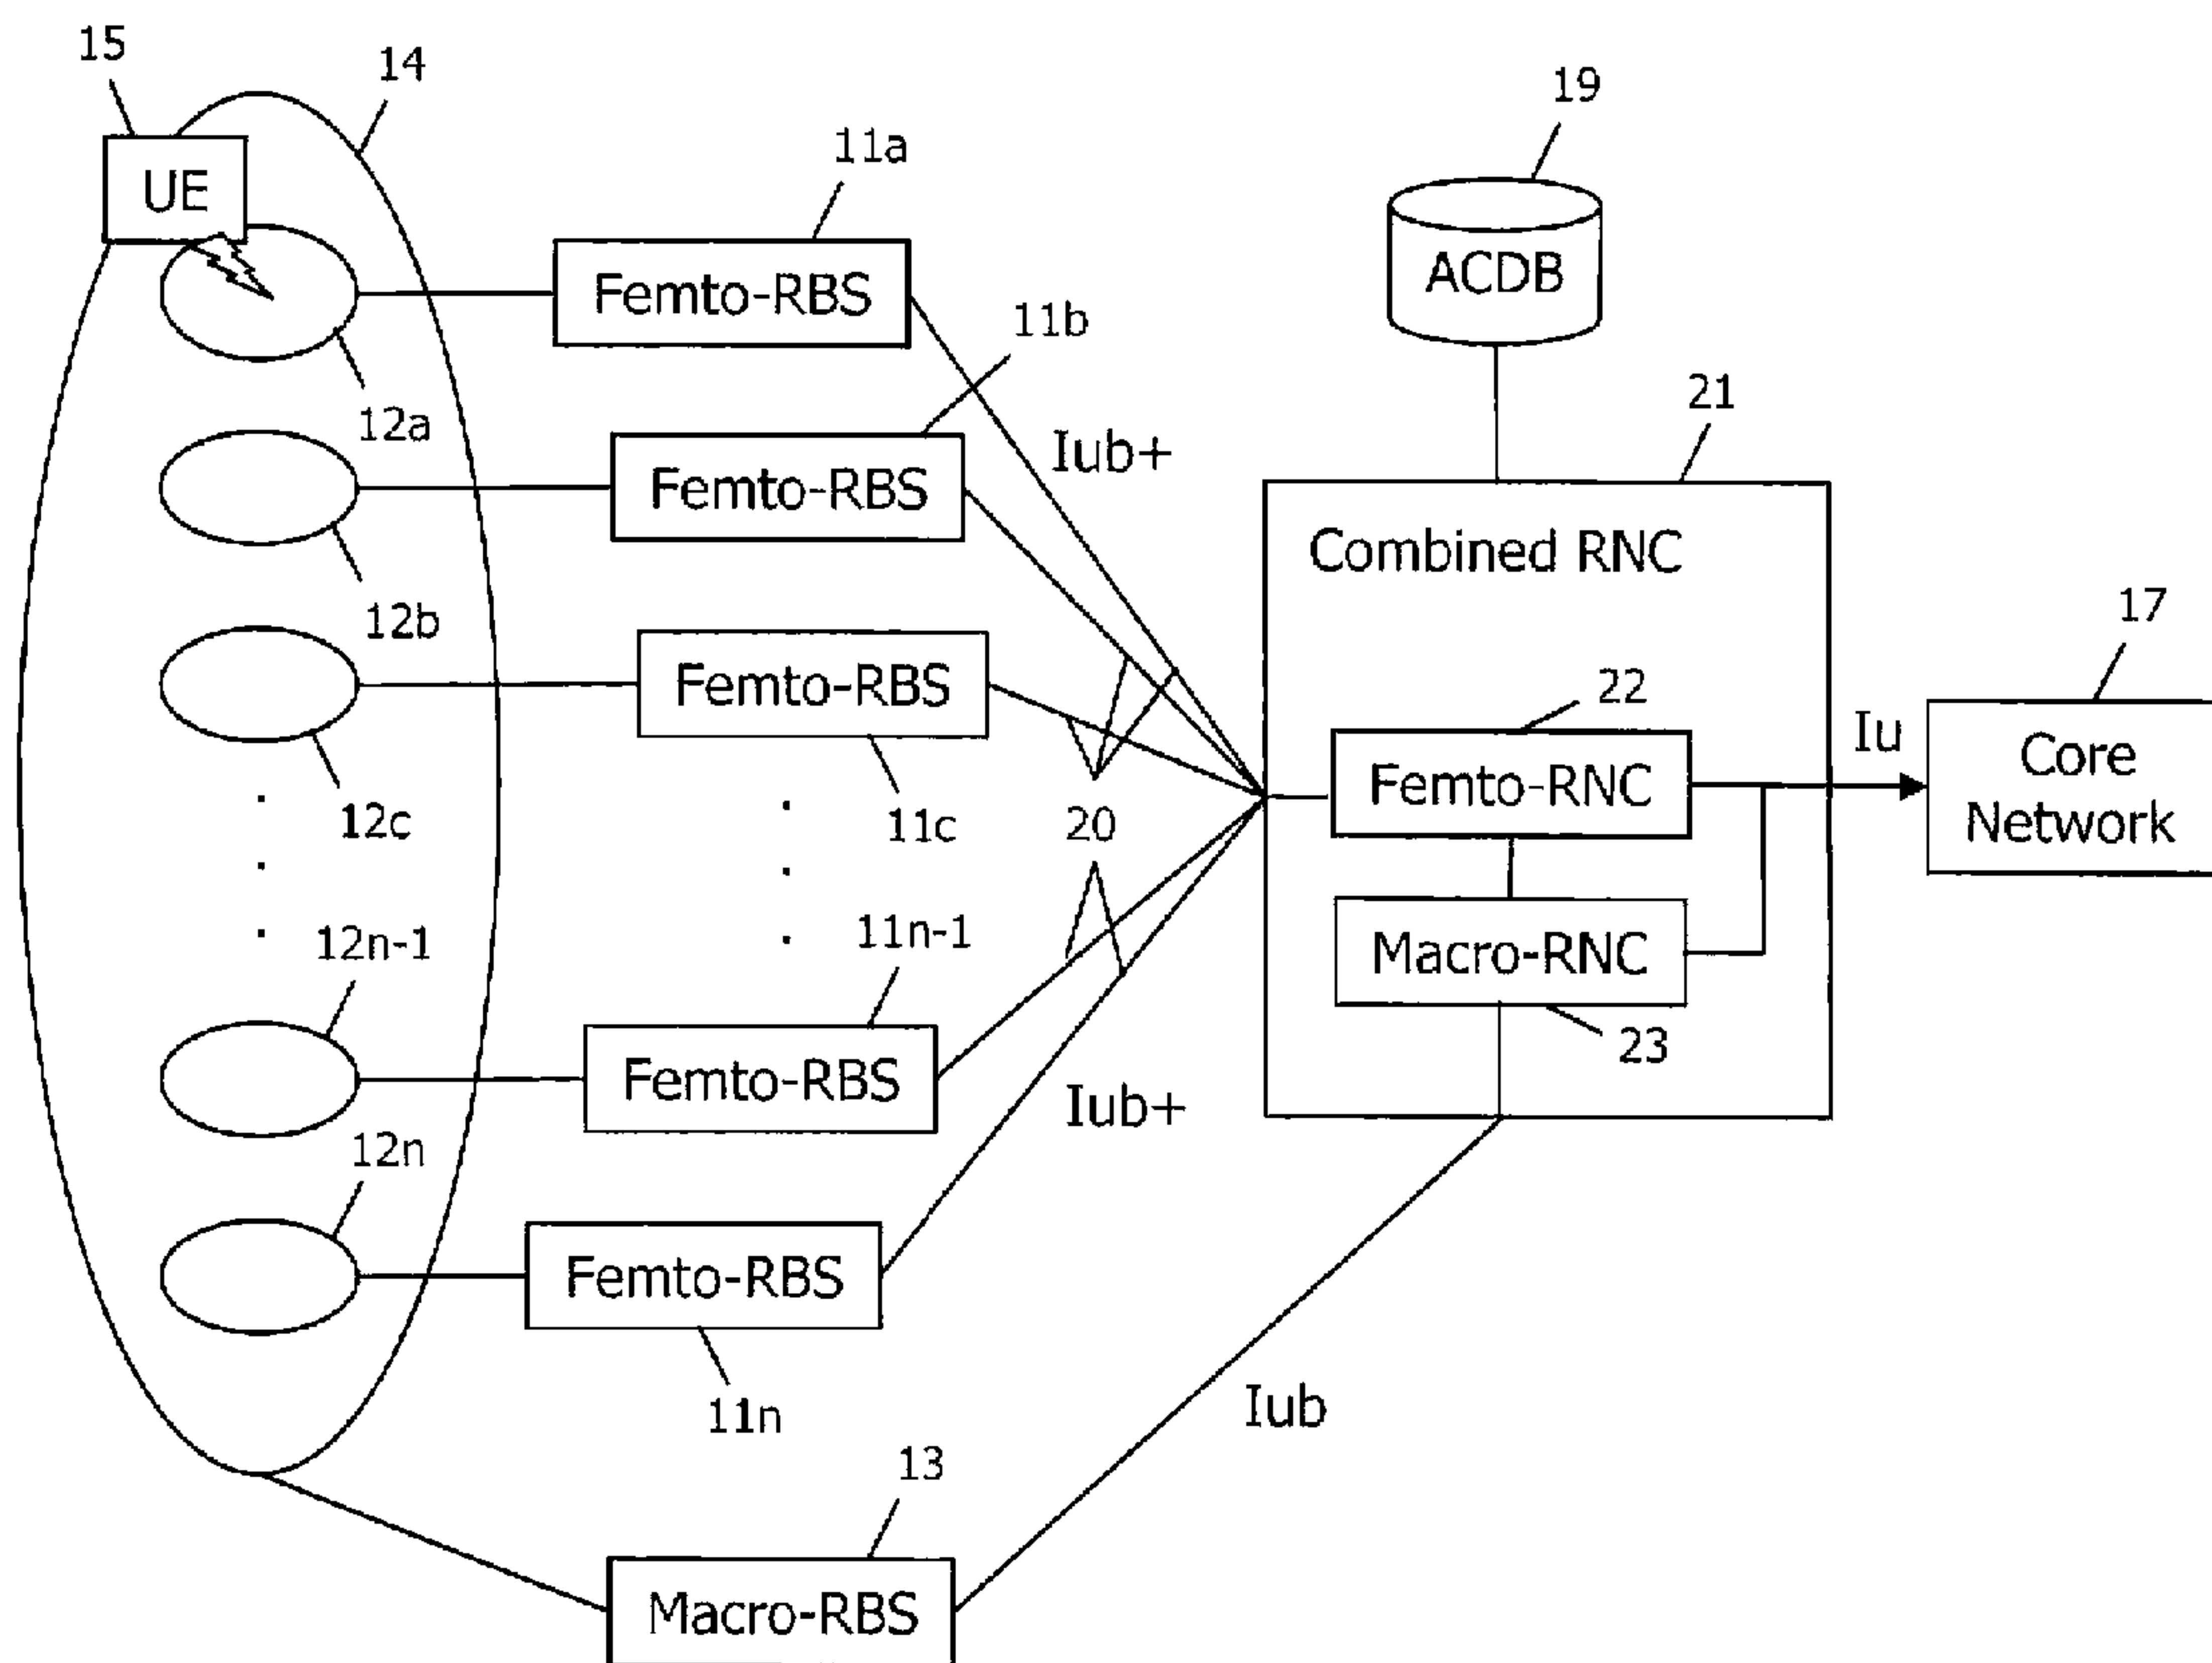 15
14
19
11a
UE
Femto-RBS
ACDB
11b
21
12a
Iub+
Femto-RBS
Combined RNC
17
12b
Femto-RBS
22
Iu
Core
Network
Femto-RNC
12c
11c
20
12n-1
11n-1
Macro-RNC
23
Femto-RBS
Iub+
12n
Femto-RBS
11n
Iub
13
Macro-RBS